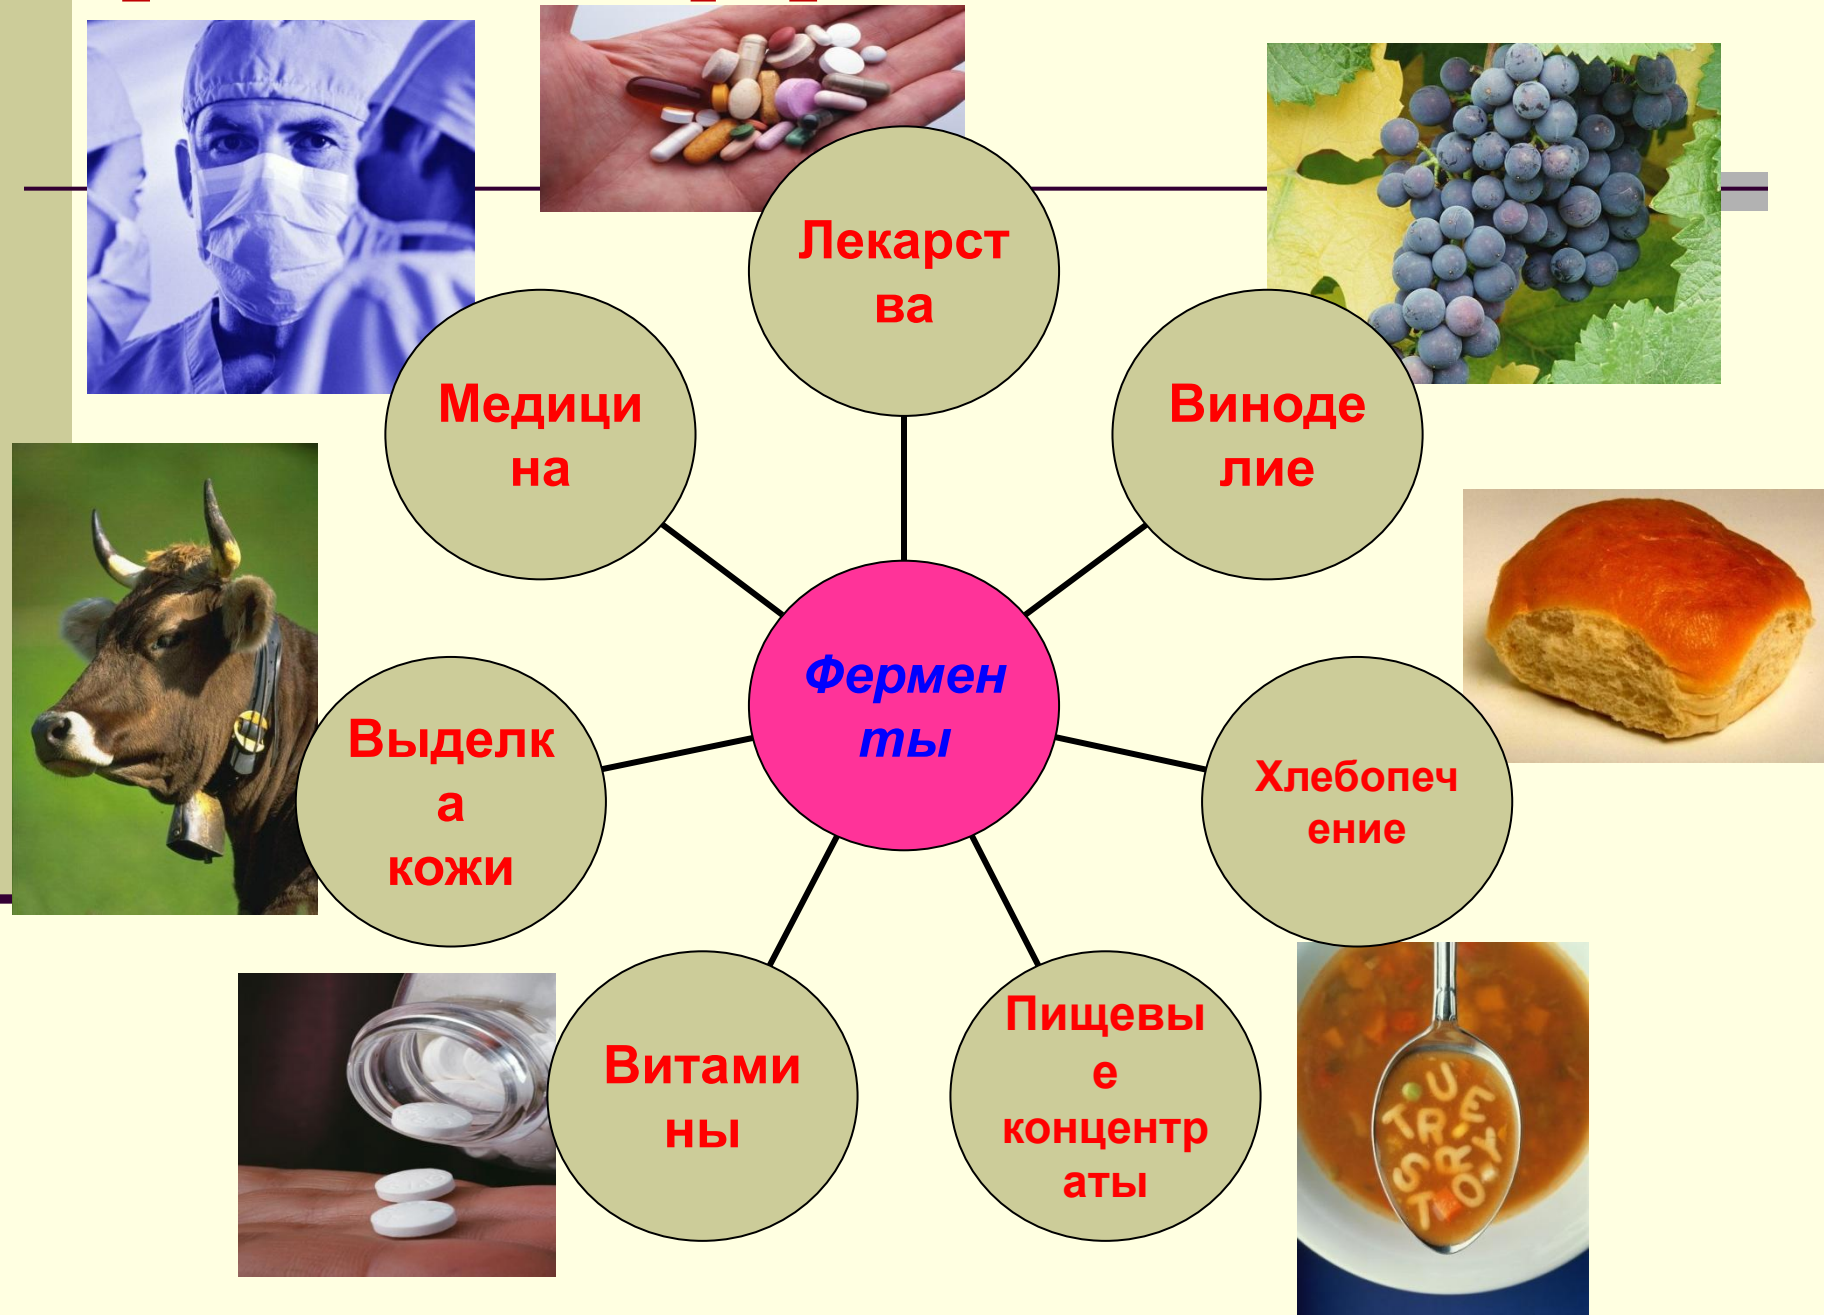 Лекарст
ва
Медици
на
Виноде
лие
Фермен
ты
Выделк
а
кожи
Хлебопеч
ение
Витами
ны
Пищевы
е
концентр
аты
U E
T R Y
S R O
T